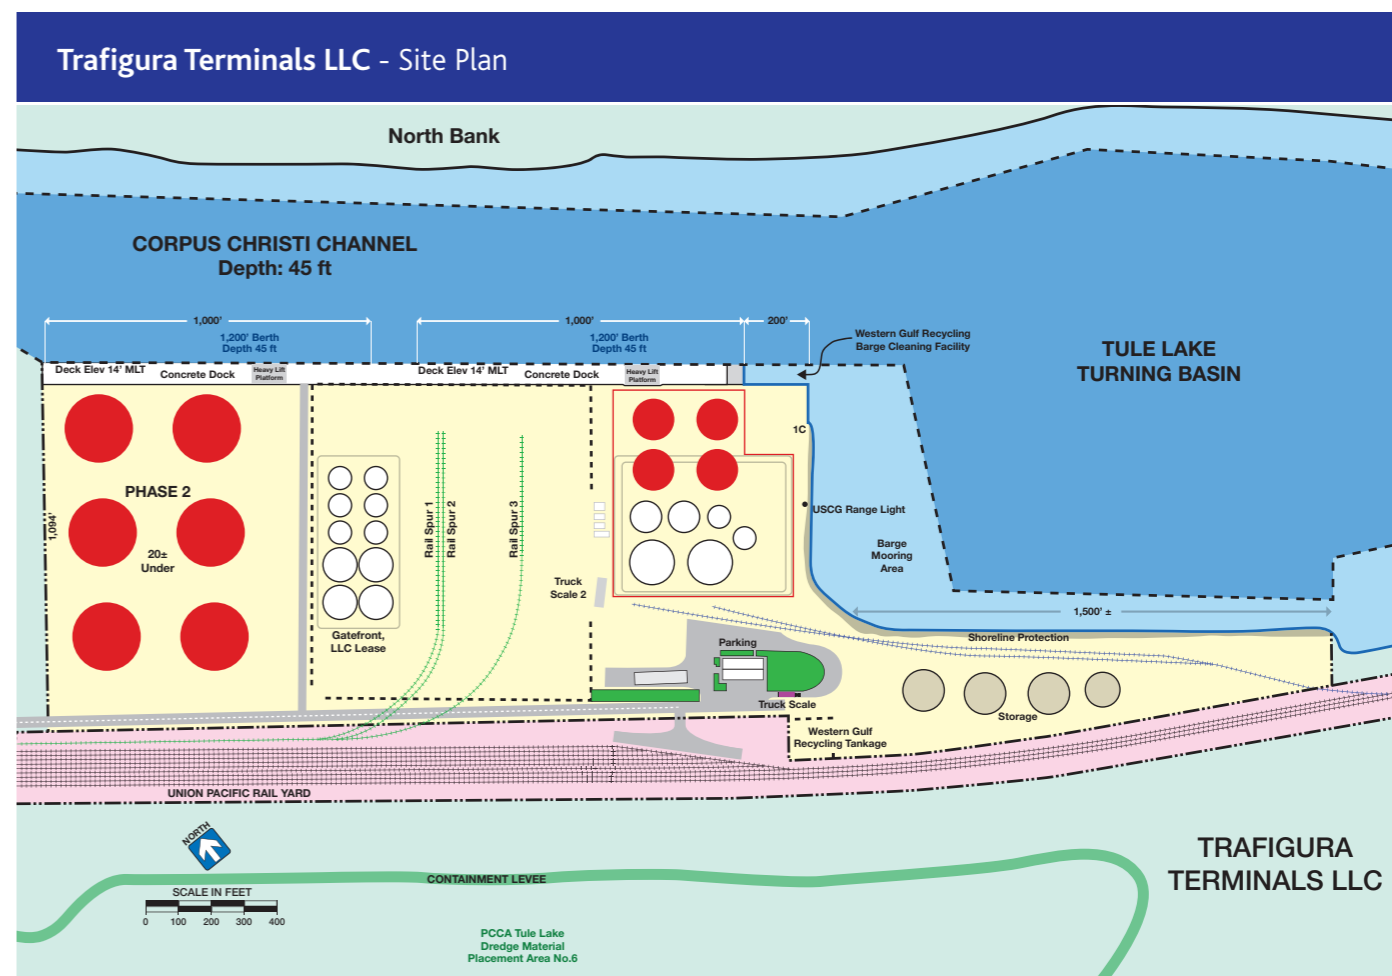 Trafigura Terminals LLC - Site Plan
North Bank
CORPUS CHRISTI CHANNEL
Depth: 45 ft
1,000'
1,000'
200'
1,200' Berth
Depth 45 ft
1,200' Berth
Depth 45 ft
Western Gulf Recycling
Barge Cleaning Facility
TULE LAKE
TURNING BASIN
Deck Elev 14' MLT
Concrete Dock
Heavy Lift
Platform
Deck Elev 14' MLT
Concrete Dock
Heavy Lift
Platform
1C
PHASE 2
1,094'
20±
Under
Rail Spur 1
Rail Spur 2
Rail Spur 3
USCG Range Light
Barge
Mooring
Area
Truck
Scale 2
1,500' ±
Gatefront,
LLC Lease
Parking
Shoreline Protection
Truck Scale
Storage
Western Gulf
Recycling Tankage
UNION PACIFIC RAIL YARD
NORTH
TRAFIGURA
TERMINALS LLC
CONTAINMENT LEVEE
SCALE IN FEET
0 100 200 300 400
PCCA Tule Lake
Dredge Material
Placement Area No.6